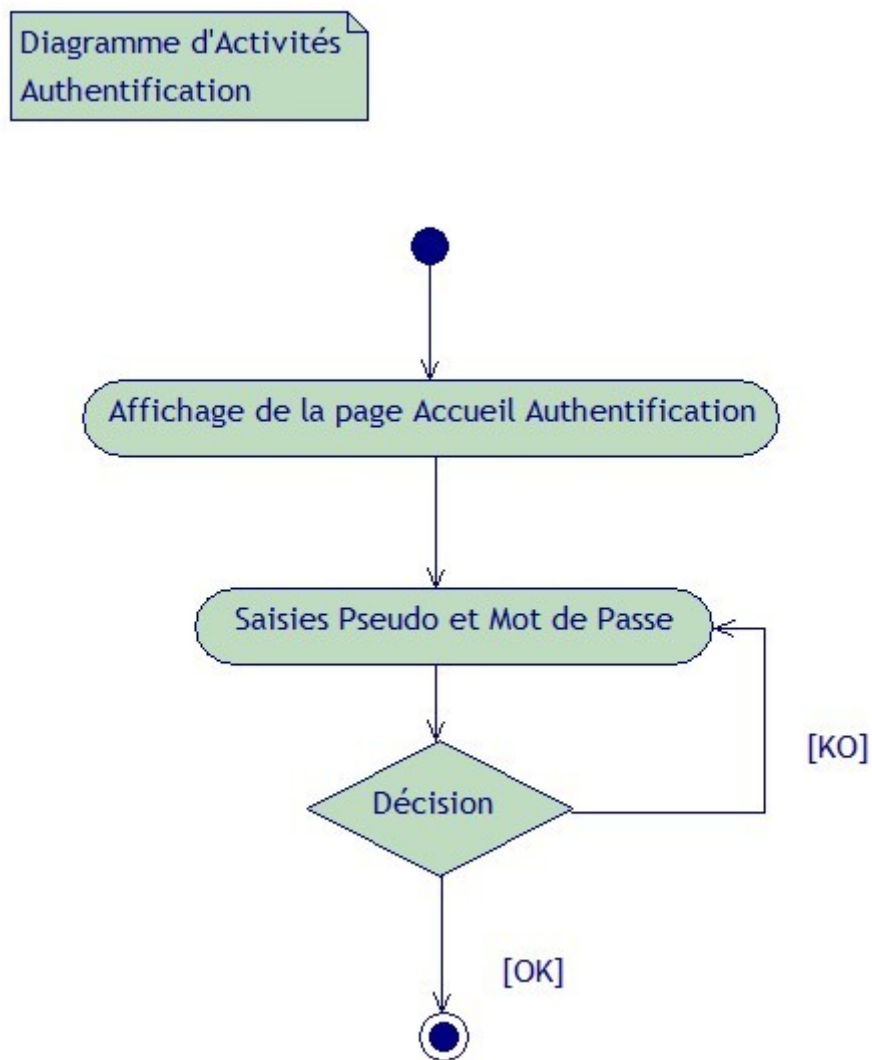 Diagramme d'Activités
Authentification
Affichage de la page Accueil Authentification
Saisies Pseudo et Mot de Passe
[KO]
Décision
[OK]